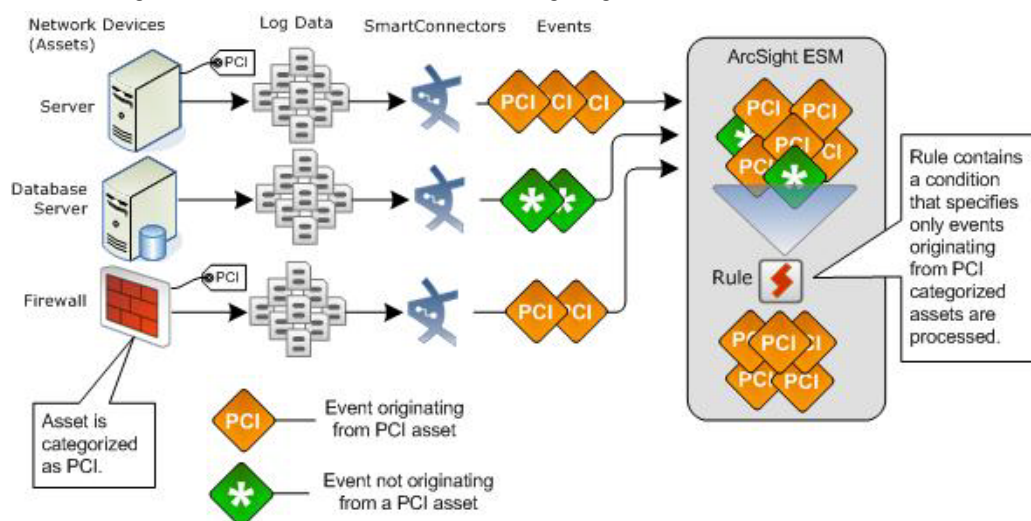 Network Devices
(Assets)
Log Data
SmartConnectors
Events
PCI
ArcSight ESM
Server
PCI
CI
CI
PCI
PCI
PCI
CI
PCI
Rule contains
a condition
that specifies
only events
originating
from PCI
categorized
assets are
processed.
Database
Server
*
*
*
*
Rule
PCI
Firewall
PCI
PCI
PCI
PCI
CI
PCI
PCI
Asset is
categorized
as PCI.
PCI
Event originating
from PCI asset
*
Event not originating
from a PCI asset